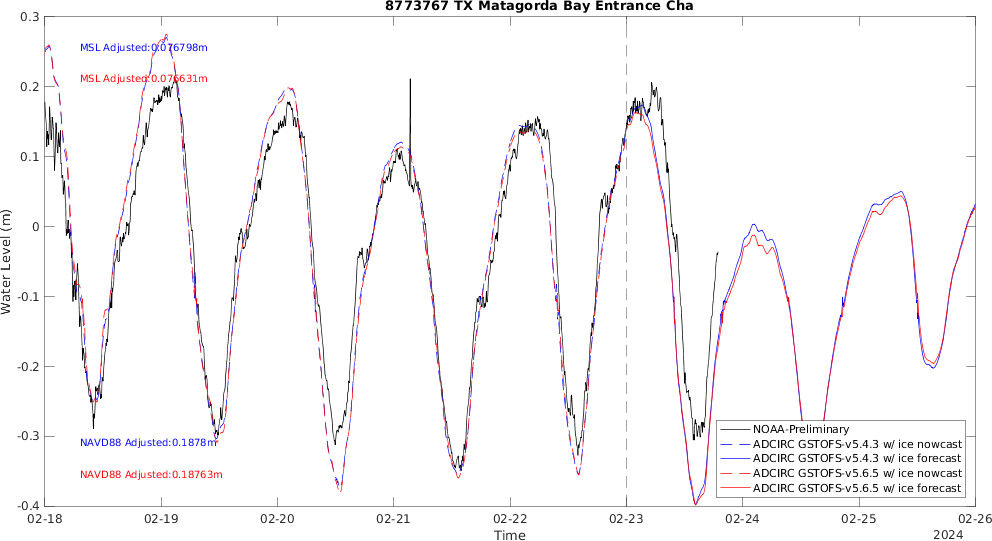 8773767 TX Matagorda Bay Entrance Cha
0.3
MSL Adjusted:0.076798m
MSL Adjusted:0.076631m
0.2
0.1
0
-0.1
-0.2
-0.3
-0.4
Water Level (m)
NAVD88 Adjusted:0.1878m
NAVD88 Adjusted:0.18763m
NOAA-Preliminary
ADCIRC GSTOFS-v5.4.3 w/ ice nowcast
ADCIRC GSTOFS-v5.4.3 w/ ice forecast
ADCIRC GSTOFS-v5.6.5 w/ ice nowcast
ADCIRC GSTOFS-v5.6.5 w/ ice forecast
02-18 02-19 02-20 02-21 02-22 02-23 02-24 02-25 02-26
Time
2024